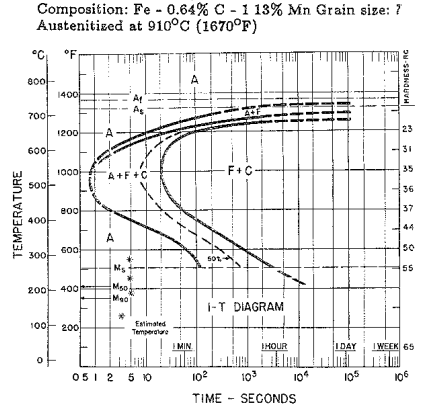 Composition: Fe - 0.64% C - 1 13% Mn Grain size: ?
Austenitized at 910°C (1670°F)
°C °F
HARDNESS-RC
A
800 1400
Af
As
A+F
700
1200 A 23
600 31
1000 A+F+C F+C 35
500 36
800 37
400 44
A
600 50% 50
300 Ms 55
M50
200 400 M90
I-T DIAGRAM
100 200 Estimated
Temperature
1 MIN 1 HOUR 1 DAY 1 WEEK 65
0
TEMPERATURE
0.5 1 2 5 10 10² 10³ 10⁴ 10⁵ 10⁶
TIME - SECONDS